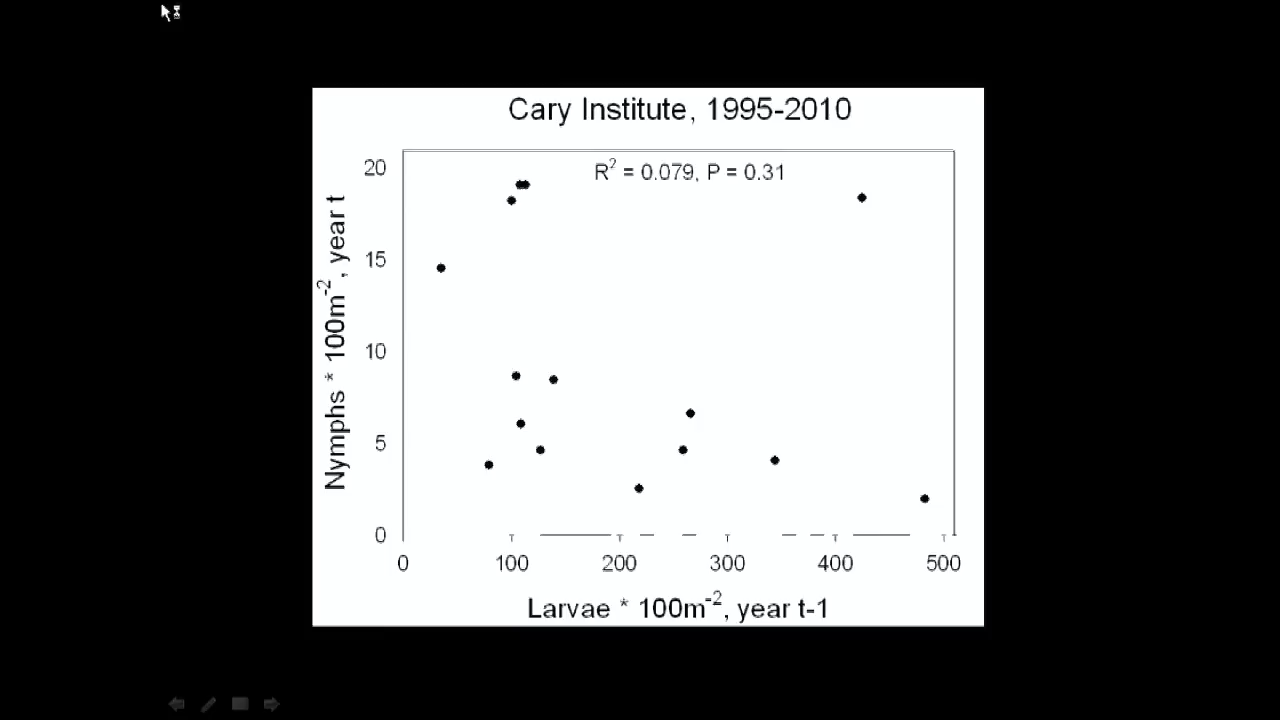 Cary Institute, 1995-2010
R² = 0.079, P = 0.31
Nymphs * 100m⁻², year t
20
15
10
5
0
0 100 200 300 400 500
Larvae * 100m⁻², year t-1